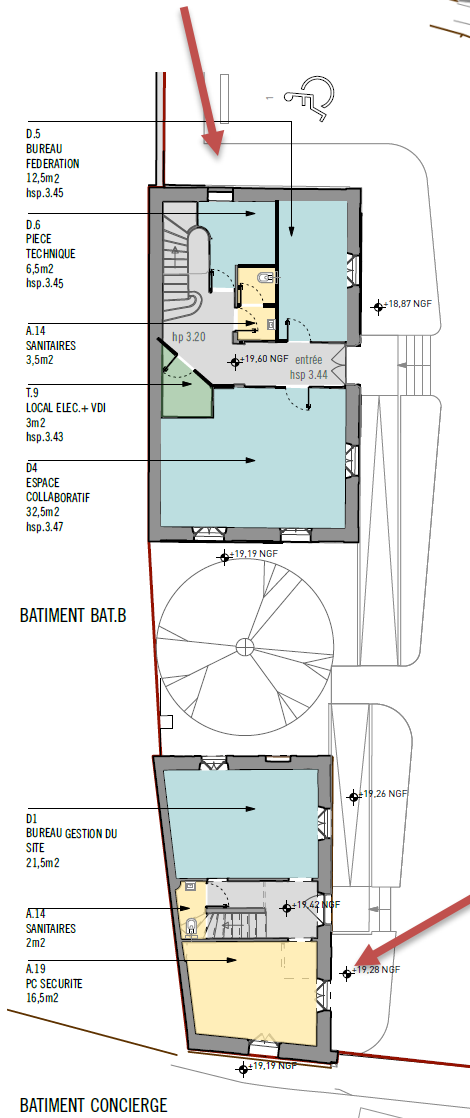 D.5
BUREAU
FEDERATION
12,5m2
hsp.3.45
D.6
PIECE
TECHNIQUE
6,5m2
hsp.3.45
+18,87 NGF
A.14
SANITAIRES
3,5m2
hp 3.20
+19,60 NGF
entrée
hsp 3.44
T.9
LOCAL ELEC.+ VDI
3m2
hsp.3.43
D4
ESPACE
COLLABORATIF
32,5m2
hsp.3.47
+19,19 NGF
BATIMENT BAT.B
+19,26 NGF
D1
BUREAU GESTION DU
SITE
21,5m2
+19,42 NGF
A.14
SANITAIRES
2m2
A.19
PC SECURITE
16,5m2
+19,28 NGF
+19,19 NGF
BATIMENT CONCIERGE